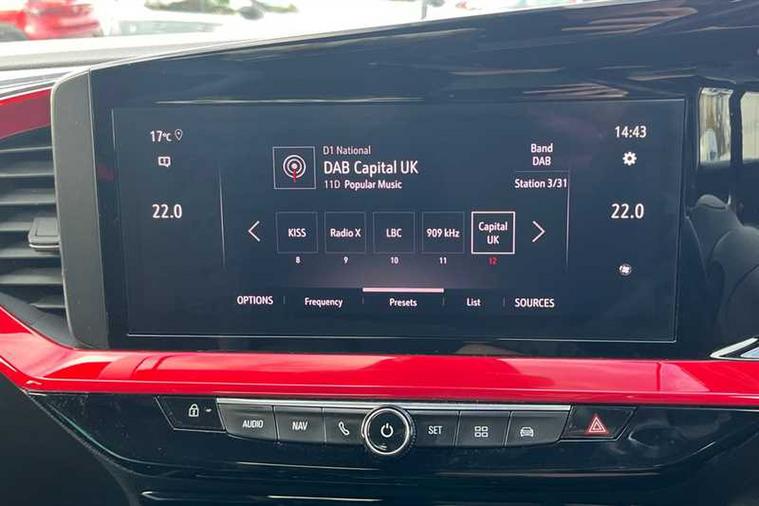 17°C
14:43
D1 National
DAB Capital UK
11D Popular Music
Band
DAB
Station 3/31
22.0
22.0
KISS
Radio X
LBC
909 kHz
Capital
UK
8
9
10
11
12
OPTIONS
Frequency
Presets
List
SOURCES
AUDIO
NAV
SET